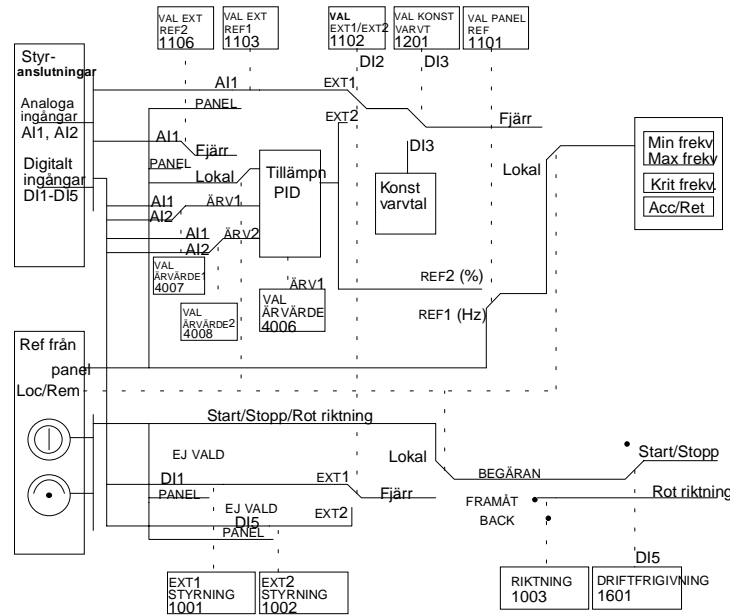 VAL EXT
REF2
1106
VAL EXT
REF1
1103
VAL
EXT1/EXT2
1102
VAL KONST
VARVT
1201
VAL PANEL
REF
1101
DI2
DI3
Styr-
anslutningar
Analoga
ingångar
AI1, AI2
Digitalt
ingångar
DI1-DI5
AI1
EXT1
PANEL
EXT2
Fjärr
AI1
Fjärr
PANEL
Lokal
Tillämpn
PID
DI3
Konst
varvtal
Lokal
Min frekv
Max frekv
Krit frekv.
Acc/Ret
AI1
ÄRV1
AI2
AI1
ÄRV2
AI2
VAL
ÄRVÄRDE1
4007
ÄRV1
VAL
ÄRVÄRDE
4006
VAL
ÄRVÄRDE2
4008
REF2 (%)
REF1 (Hz)
Ref från
panel
Loc/Rem
Start/Stopp/Rot riktning
EJ VALD
Lokal
Start/Stopp
BEGÄRAN
DI1
EXT1
PANEL
Fjärr
FRAMÅT
Rot riktning
EJ VALD
EXT2
DI5
BACK
PANEL
DI5
EXT1
STYRNING
1001
EXT2
STYRNING
1002
RIKTNING
1003
DRIFTFRIGIVNING
1601